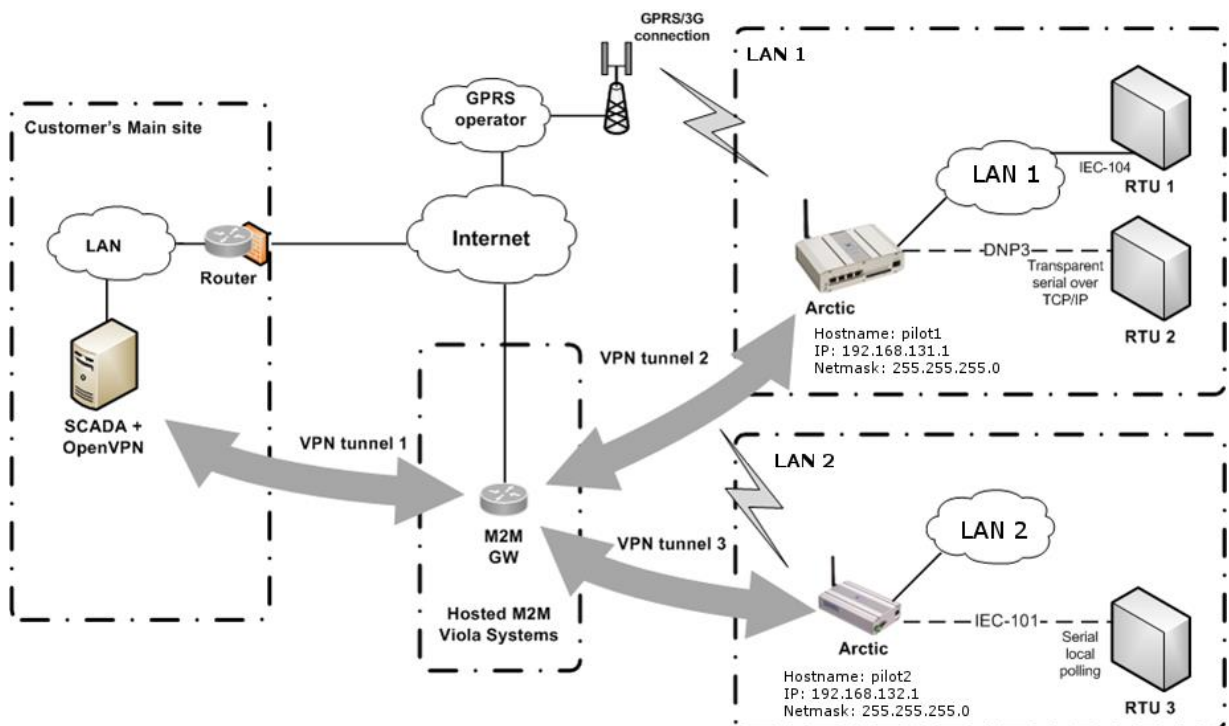 GPRS/3G
connection
GPRS
operator
Customer's Main site
LAN
Router
Internet
SCADA +
OpenVPN
VPN tunnel 1
M2M
GW
Hosted M2M
Viola Systems
VPN tunnel 2
VPN tunnel 3
LAN 1
LAN 1
IEC-104
RTU 1
DNP3
Transparent
serial over
TCP/IP
RTU 2
Arctic
Hostname: pilot1
IP: 192.168.131.1
Netmask: 255.255.255.0
LAN 2
LAN 2
IEC-101
Serial
local
polling
RTU 3
Arctic
Hostname: pilot2
IP: 192.168.132.1
Netmask: 255.255.255.0